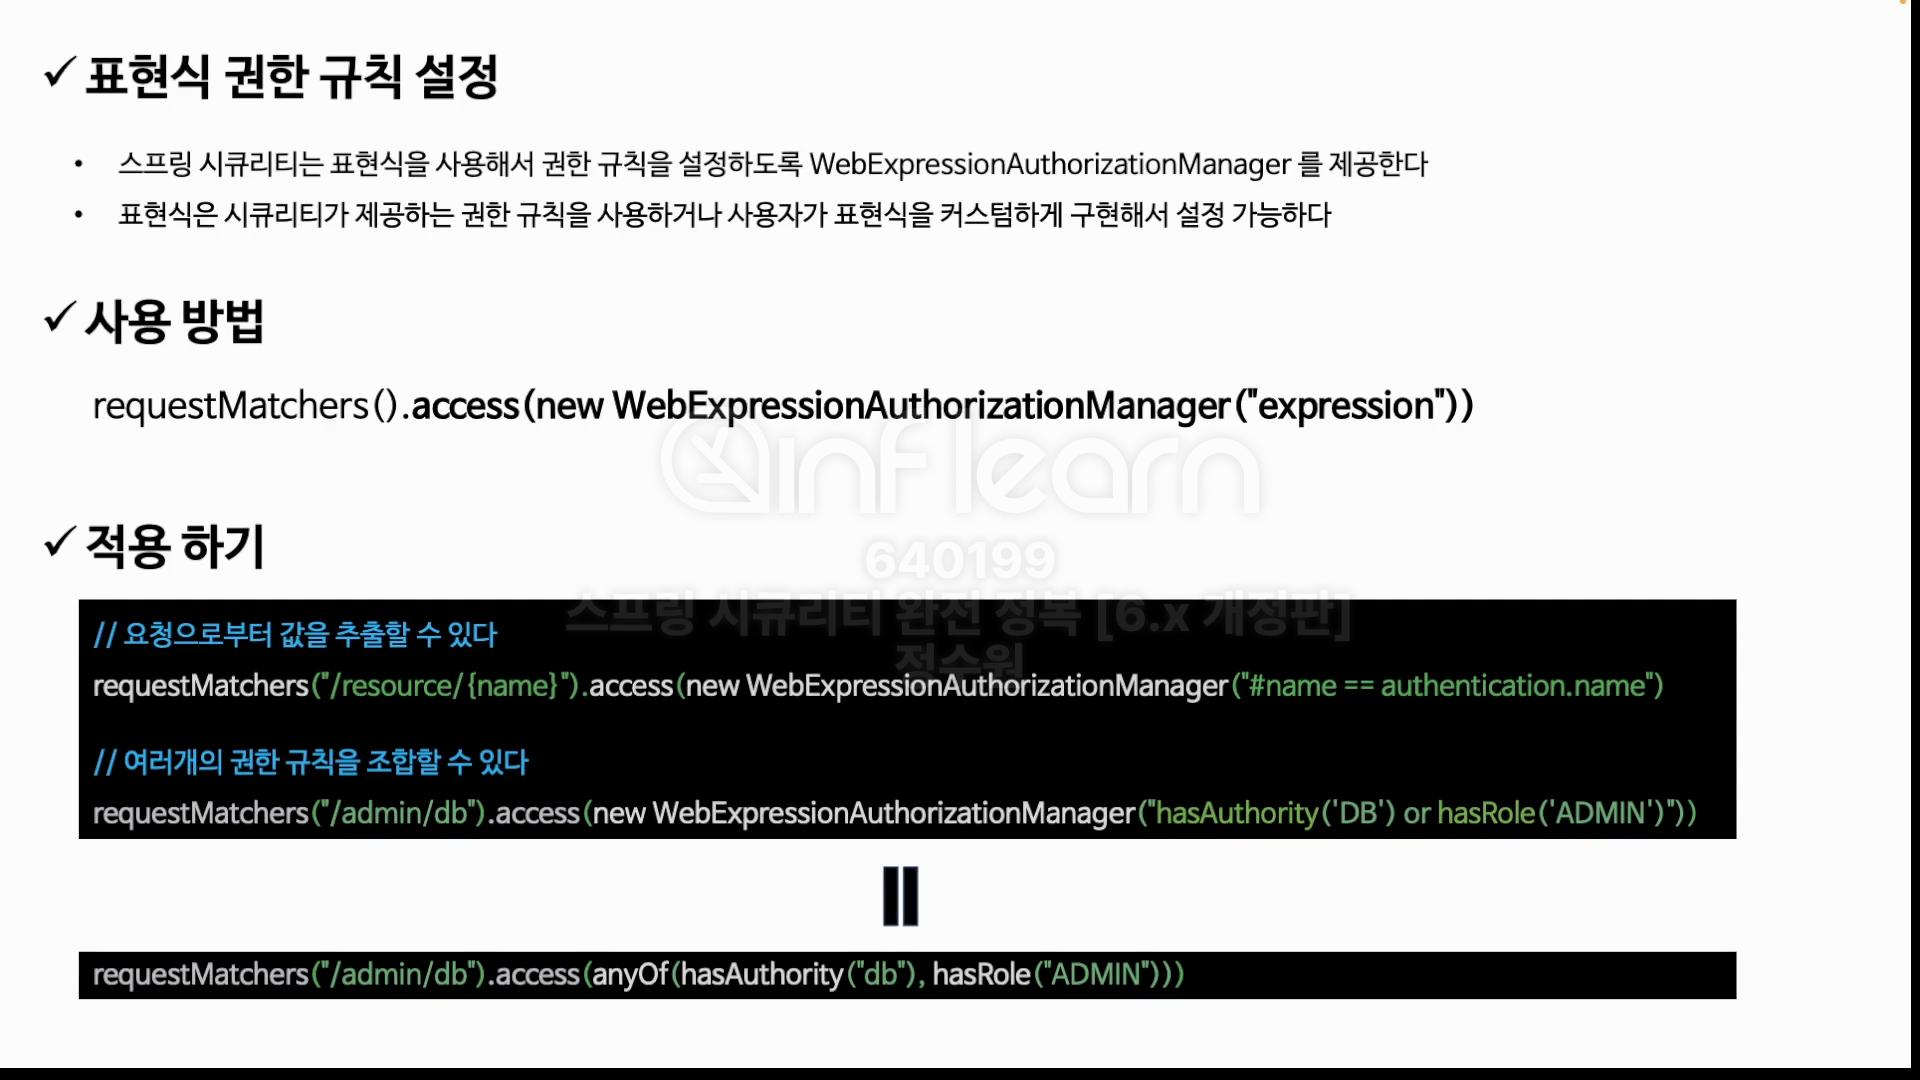 ✓ 표현식 권한 규칙 설정
• 스프링 시큐리티는 표현식을 사용해서 권한 규칙을 설정하도록 WebExpressionAuthorizationManager 를 제공한다
• 표현식은 시큐리티가 제공하는 권한 규칙을 사용하거나 사용자가 표현식을 커스텀하게 구현해서 설정 가능하다
✓ 사용 방법
requestMatchers().access(new WebExpressionAuthorizationManager("expression"))
inflearn
✓ 적용 하기
640199
스프링 시큐리티 완전 정복 [6.x 개정판]
정수원
// 요청으로부터 값을 추출할 수 있다
requestMatchers("/resource/{name}").access(new WebExpressionAuthorizationManager("#name == authentication.name")
// 여러개의 권한 규칙을 조합할 수 있다
requestMatchers("/admin/db").access(new WebExpressionAuthorizationManager("hasAuthority('DB') or hasRole('ADMIN')"))
requestMatchers("/admin/db").access(anyOf(hasAuthority("db"), hasRole("ADMIN")))